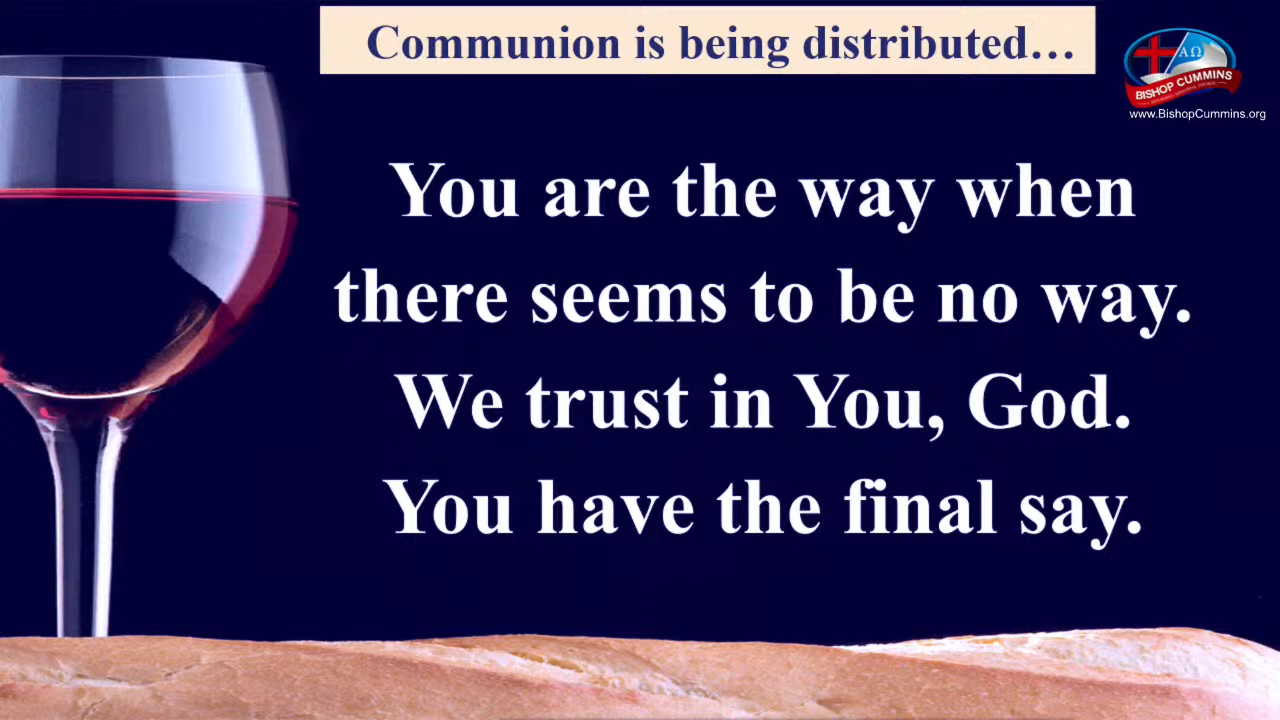 Communion is being distributed…
ΑΩ
BISHOP CUMMINS
www.BishopCummins.org
You are the way when
there seems to be no way.
We trust in You, God.
You have the final say.